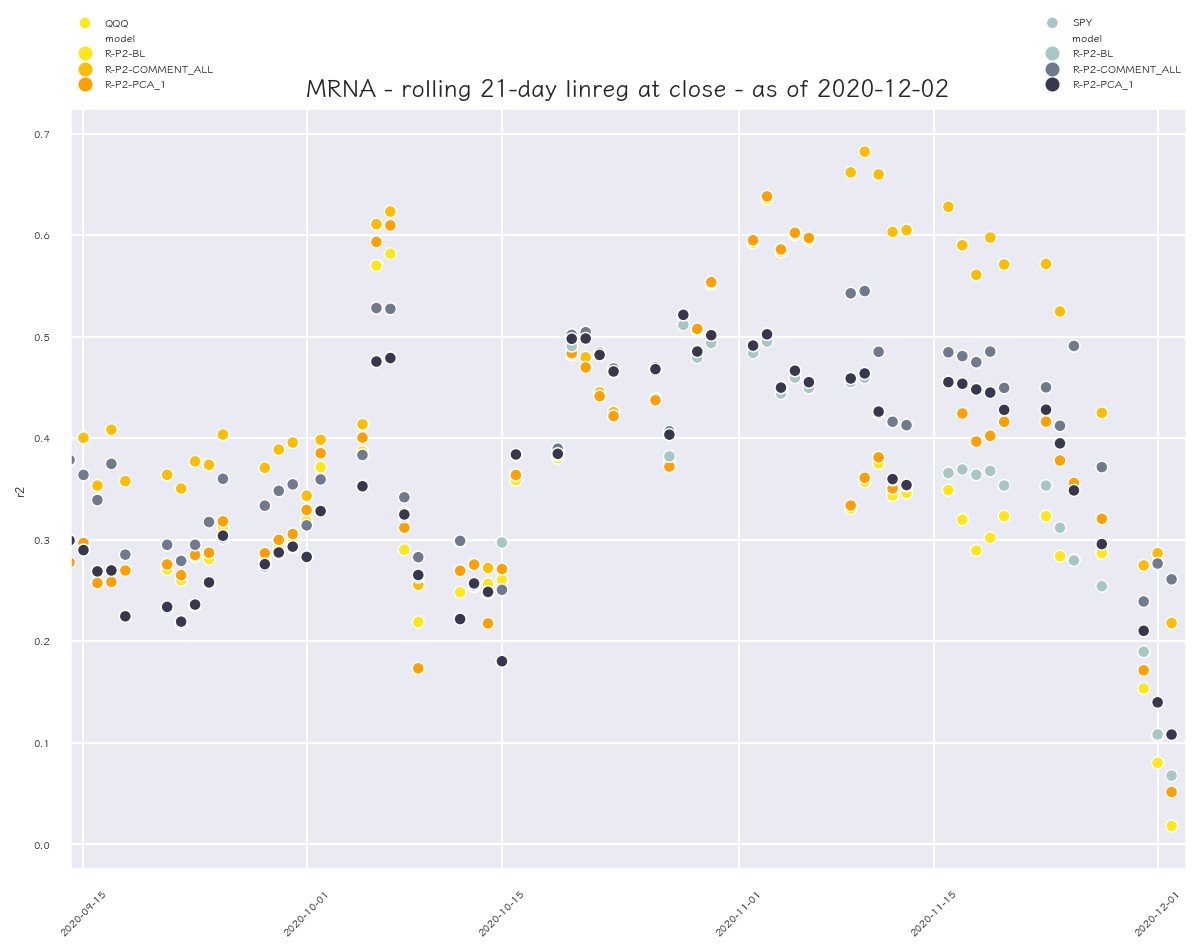 QQQ
model
R-P2-BL
R-P2-COMMENT_ALL
R-P2-PCA_1
SPY
model
R-P2-BL
R-P2-COMMENT_ALL
R-P2-PCA_1
MRNA - rolling 21-day linreg at close - as of 2020-12-02
0.7
0.6
0.5
0.4
0.3
0.2
0.1
0.0
r2
2020-09-15
2020-10-01
2020-10-15
2020-11-01
2020-11-15
2020-12-01